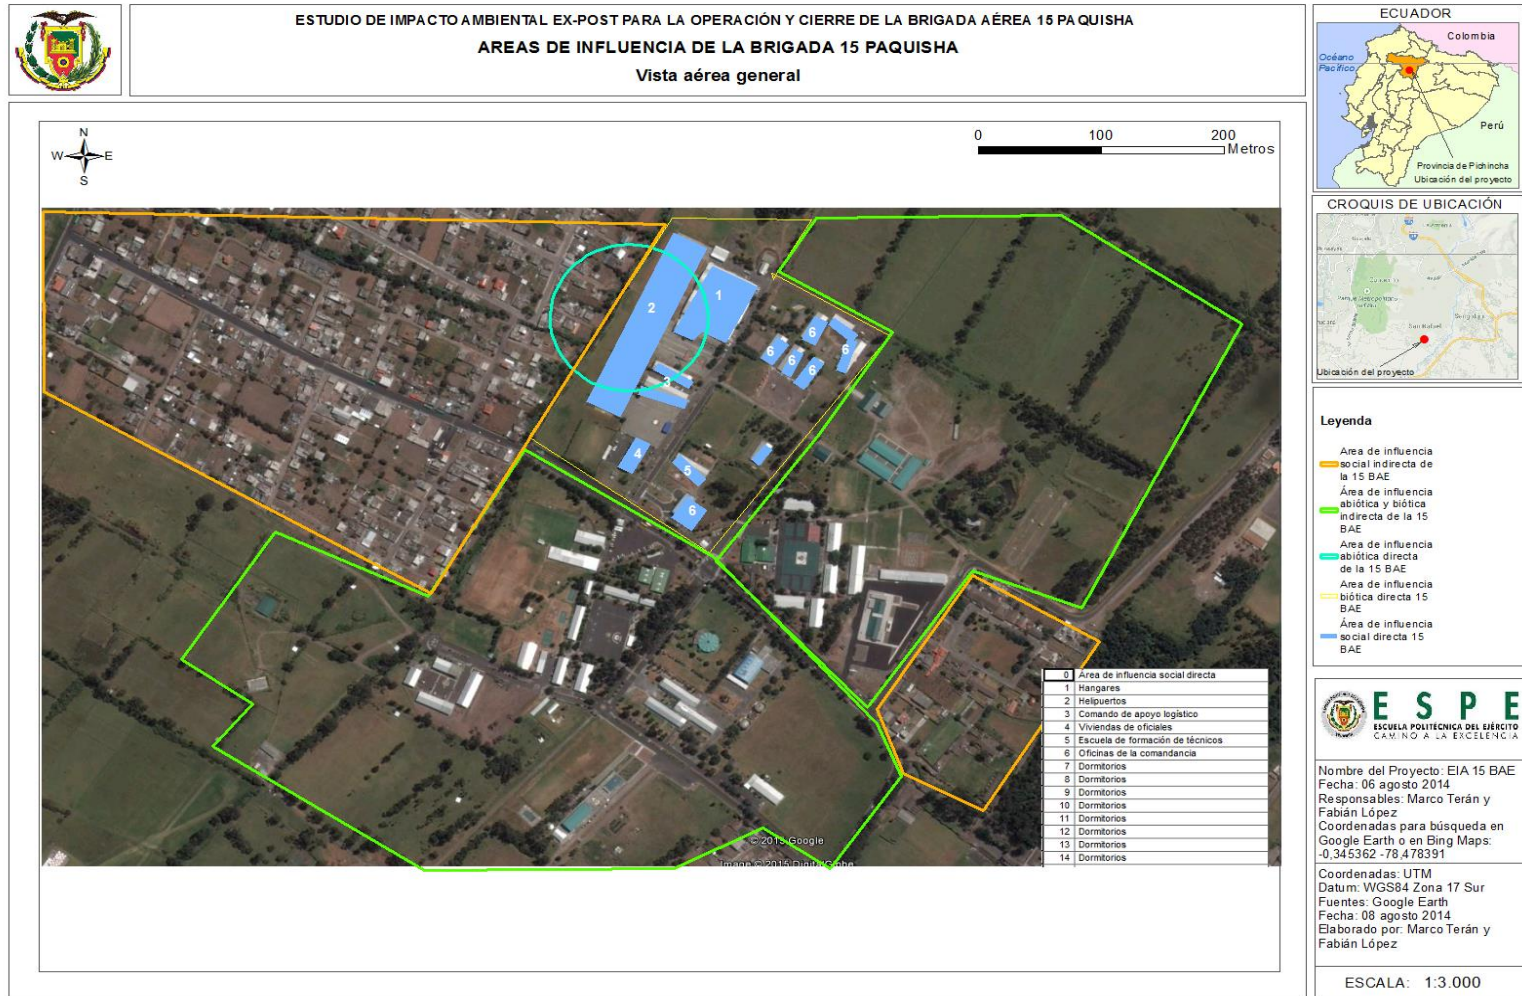 ESTUDIO DE IMPACTO AMBIENTAL EX-POST PARA LA OPERACIÓN Y CIERRE DE LA BRIGADA AÉREA 15 PAQUISHA
AREAS DE INFLUENCIA DE LA BRIGADA 15 PAQUISHA
Vista aérea general
N
W E
S
0 100 200
Metros
2
1
3
4
5
6
6
6
6
6
6
0 Area de influencia social directa
1 Hangares
2 Helipuertos
3 Comando de apoyo logístico
4 Viviendas de oficiales
5 Escuela de formación de técnicos
6 Oficinas de la comandancia
7 Dormitorios
8 Dormitorios
9 Dormitorios
10 Dormitorios
11 Dormitorios
12 Dormitorios
13 Dormitorios
14 Dormitorios
© 2015 Google
Image © 2015 DigitalGlobe
ECUADOR
Colombia
Océano
Pacífico
Perú
Provincia de Pichincha
Ubicación del proyecto
CROQUIS DE UBICACIÓN
San Rafael
Sangolquí
Ubicación del proyecto
Leyenda
Area de influencia
social indirecta de
la 15 BAE
Área de influencia
abiótica y biótica
indirecta de la 15
BAE
Area de influencia
abiótica directa
de la 15 BAE
Area de influencia
biótica directa 15
BAE
Área de influencia
social directa 15
BAE
E S P E
ESCUELA POLITÉCNICA DEL EJÉRCITO
CAMINO A LA EXCELENCIA
Nombre del Proyecto: EIA 15 BAE
Fecha: 06 agosto 2014
Responsables: Marco Terán y
Fabián López
Coordenadas para búsqueda en
Google Earth o en Bing Maps:
-0,345362 -78,478391
Coordenadas: UTM
Datum: WGS84 Zona 17 Sur
Fuentes: Google Earth
Fecha: 08 agosto 2014
Elaborado por: Marco Terán y
Fabián López
ESCALA: 1:3.000